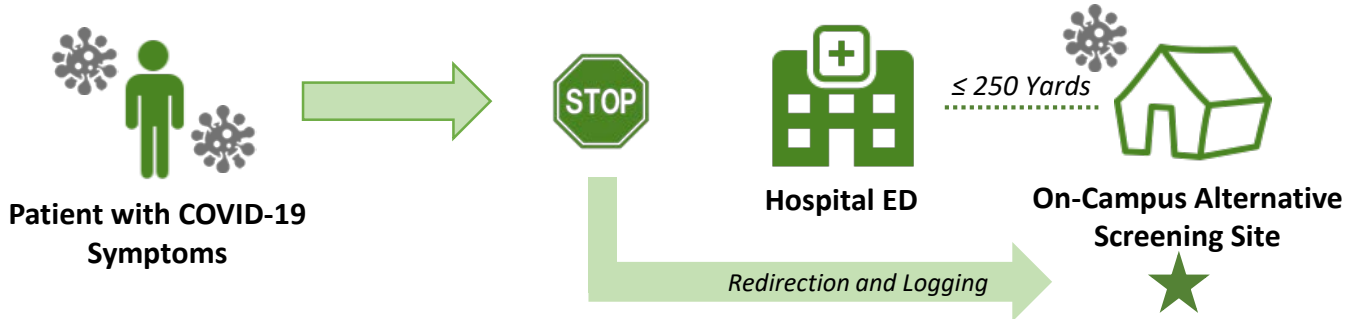 STOP
≤ 250 Yards
Patient with COVID-19
Symptoms
Hospital ED
On-Campus Alternative
Screening Site
Redirection and Logging